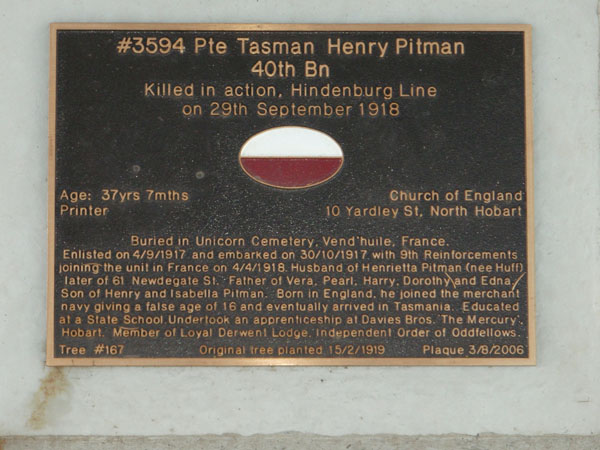 #3594 Pte Tasman Henry Pitman
40th Bn
Killed in action, Hindenburg Line
on 29th September 1918
Age: 37yrs 7mths
Church of England
Printer
10 Yardley St, North Hobart
Buried in Unicorn Cemetery, Vend'huile, France.
Enlisted on 4/9/1917 and embarked on 30/10/1917 with 9th Reinforcements
joining the unit in France on 4/4/1918. Husband of Henrietta Pitman (nee Huff)
later of 61 Newdegate St. Father of Vera, Pearl, Harry, Dorothy and Edna.
Son of Henry and Isabella Pitman. Born in England, he joined the merchant
navy giving a false age of 16 and eventually arrived in Tasmania. Educated
at a State School. Undertook an apprenticeship at Davies Bros. 'The Mercury'
Hobart. Member of Loyal Derwent Lodge, Independent Order of Oddfellows.
Tree #167 Original tree planted 15/2/1919 Plaque 3/8/2006